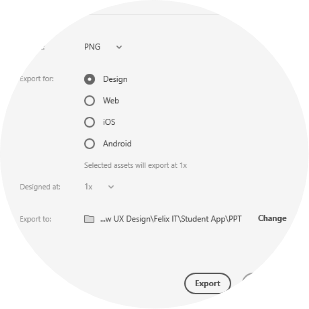 PNG
Export for:
Design
Web
iOS
Android
Selected assets will export at 1x
Designed at: 1x
Export to: ...w UX Design\Felix IT\Student App\PPT Change
Export